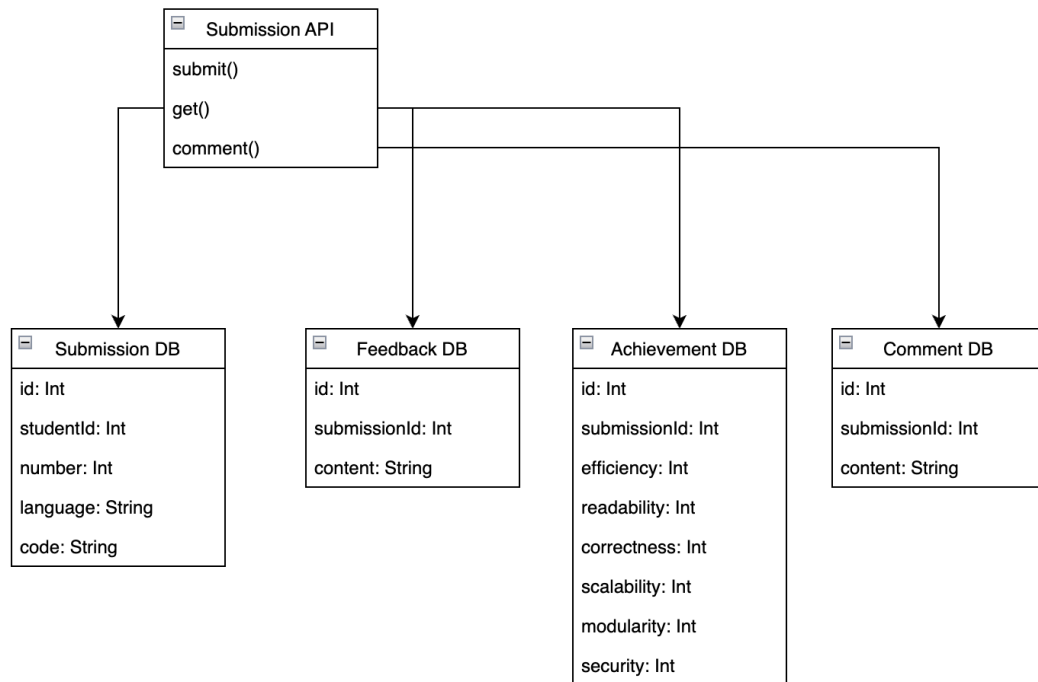 Submission API
submit()
get()
comment()
Submission DB
id: Int
studentId: Int
number: Int
language: String
code: String
Feedback DB
id: Int
submissionId: Int
content: String
Achievement DB
id: Int
submissionId: Int
efficiency: Int
readability: Int
correctness: Int
scalability: Int
modularity: Int
security: Int
Comment DB
id: Int
submissionId: Int
content: String